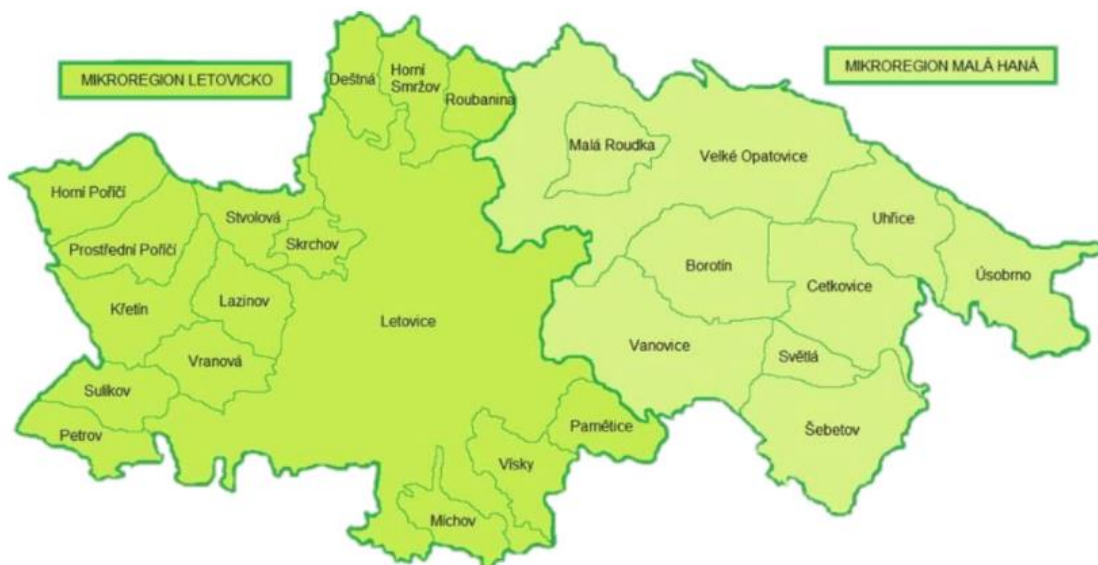 MIKROREGION LETOVICKO
MIKROREGION MALÁ HANÁ
Deštná
Horní
Smržov
Roubanina
Malá Roudka
Velké Opatovice
Horní Poříčí
Stvolová
Uhřice
Prostřední Poříčí
Skrchov
Borotín
Úsobrno
Cetkovice
Křetín
Lazinov
Letovice
Vanovice
Světlá
Vranová
Sulíkov
Petrov
Pamětice
Šebetov
Vísky
Míchov